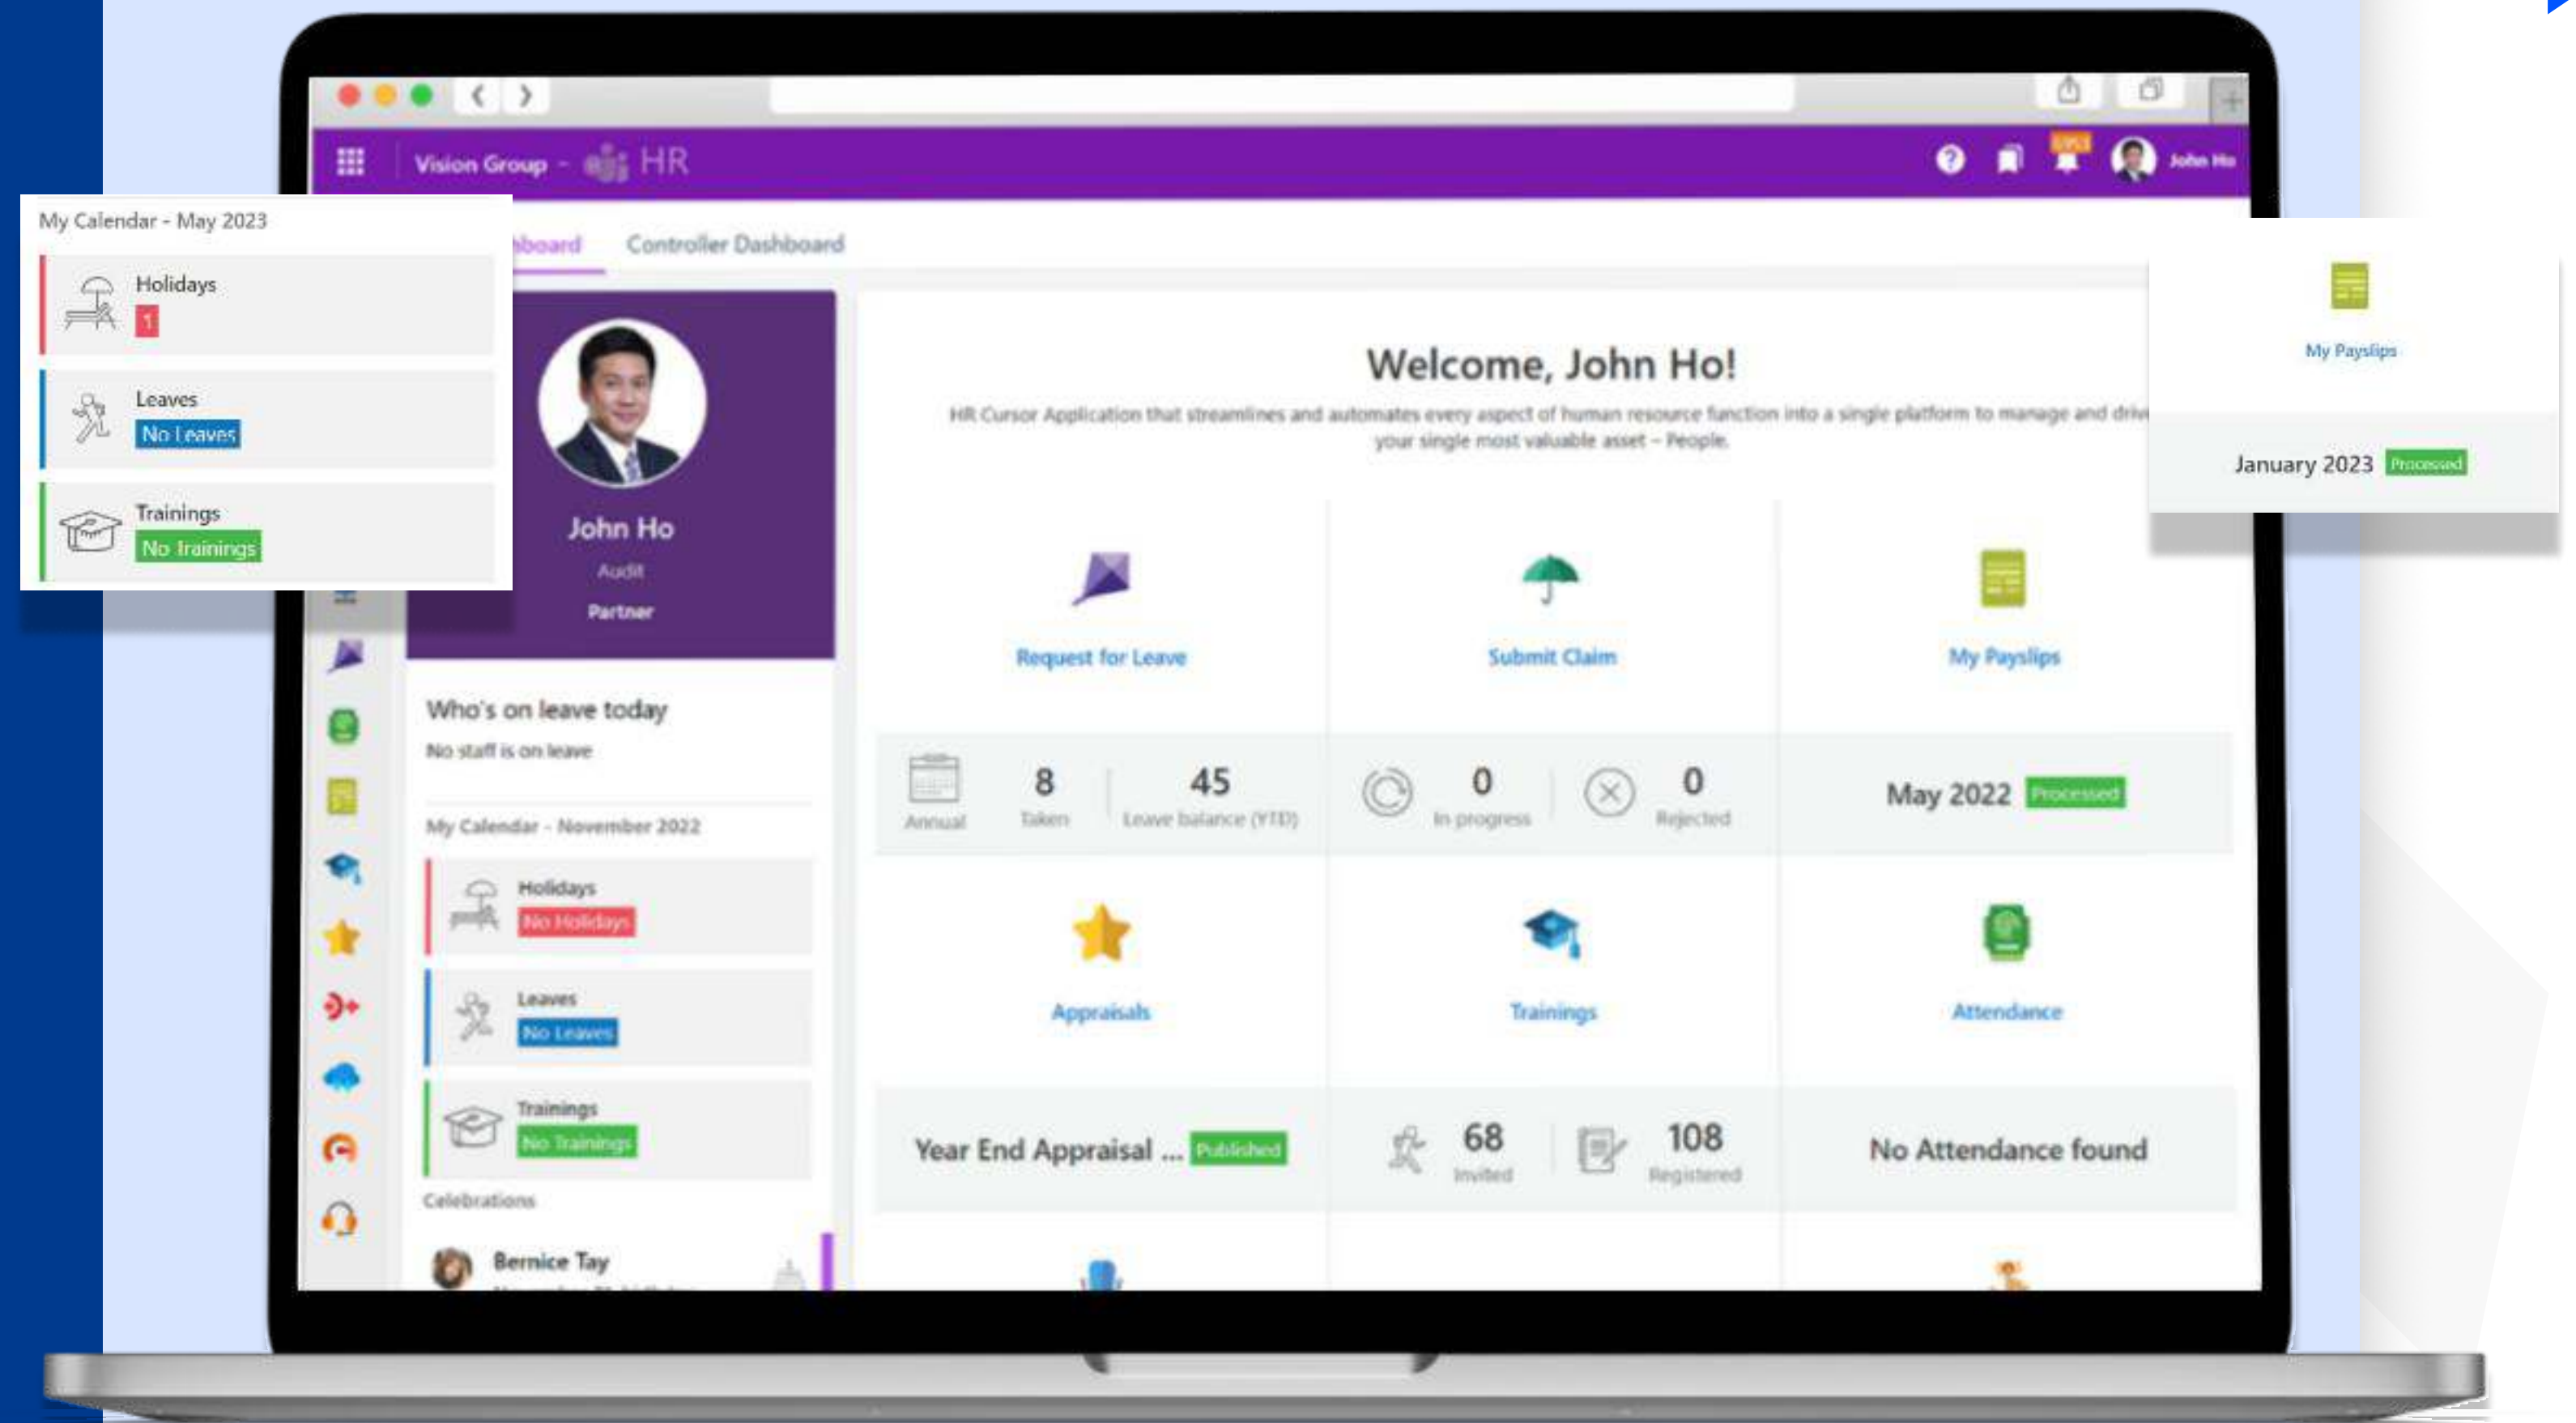 Vision Group - HR
John Ho
My Calendar - May 2023
Holidays
1
Leaves
No Leaves
Trainings
No Trainings
Controller Dashboard
John Ho
Audit
Partner
Who's on leave today
No staff is on leave
My Calendar - November 2022
Holidays
No Holidays
Leaves
No Leaves
Trainings
No Trainings
Celebrations
Bernice Tay
Welcome, John Ho!
HR Cursor Application that streamlines and automates every aspect of human resource function into a single platform to manage and drive
your single most valuable asset – People.
Request for Leave
Submit Claim
My Payslips
Annual
8
Taken
45
Leave balance (YTD)
0
In progress
0
Rejected
May 2022 Processed
Appraisals
Trainings
Attendance
Year End Appraisal ... Published
68
Invited
108
Registered
No Attendance found
My Payslips
January 2023 Processed